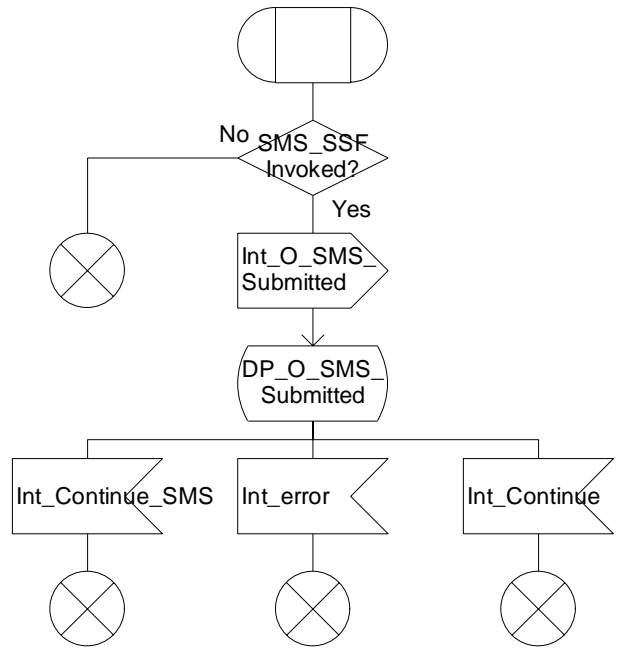 No
SMS_SSF
Invoked?
Yes
Int_O_SMS_
Submitted
DP_O_SMS_
Submitted
Int_Continue_SMS
Int_error
Int_Continue